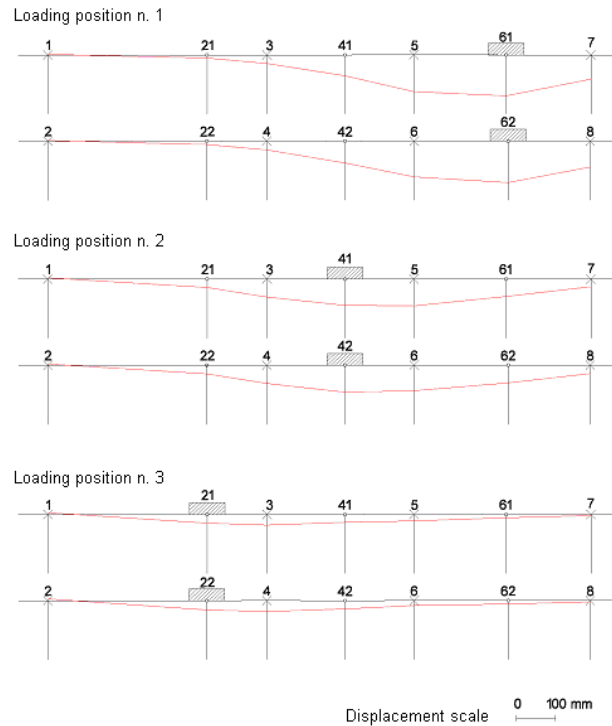 Loading position n. 1
1 21 3 41 5 61 7
2 22 4 42 6 62 8
Loading position n. 2
1 21 3 41 5 61 7
2 22 4 42 6 62 8
Loading position n. 3
1 21 3 41 5 61 7
2 22 4 42 6 62 8
Displacement scale 0 100 mm